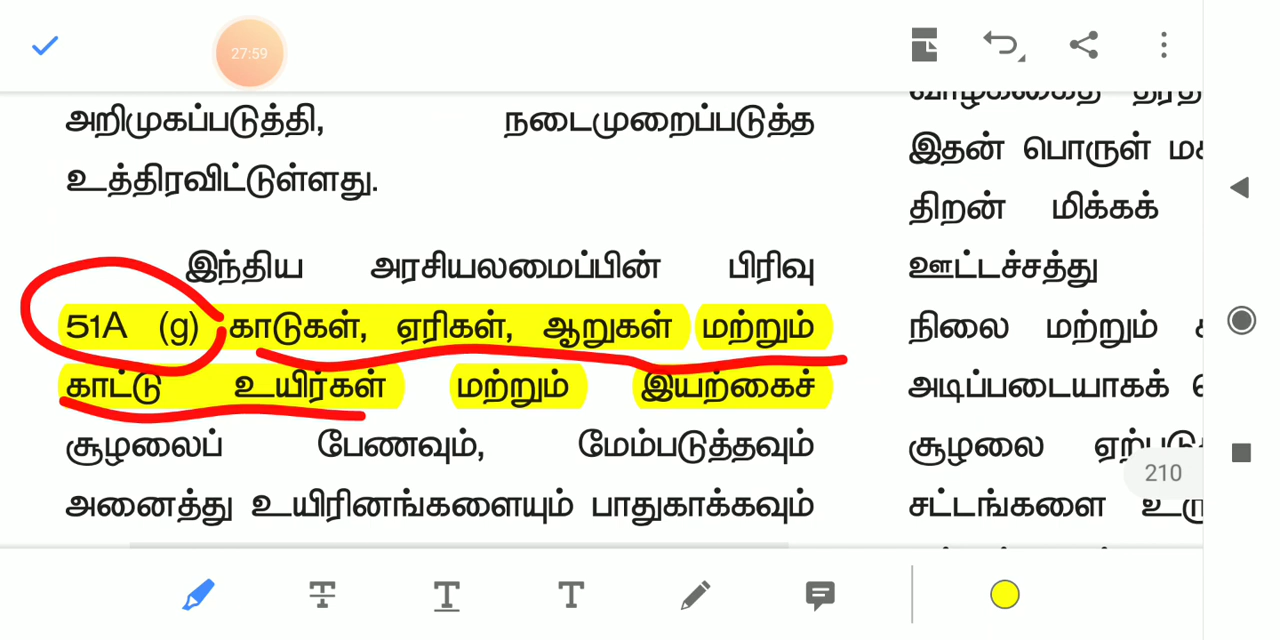 27:59
அறிமுகப்படுத்தி, நடைமுறைப்படுத்த
உத்திரவிட்டுள்ளது.
இந்திய அரசியலமைப்பின் பிரிவு
51A (g) காடுகள், ஏரிகள், ஆறுகள் மற்றும்
காட்டு உயிர்கள் மற்றும் இயற்கைச்
சூழலைப் பேணவும், மேம்படுத்தவும்
அனைத்து உயிரினங்களையும் பாதுகாக்கவும்
இதன் பொருள்
திறன் மிக்கக்
ஊட்டச்சத்து
நிலை மற்றும்
அடிப்படையாகக்
சூழலை
210
சட்டங்களை
T
T
T